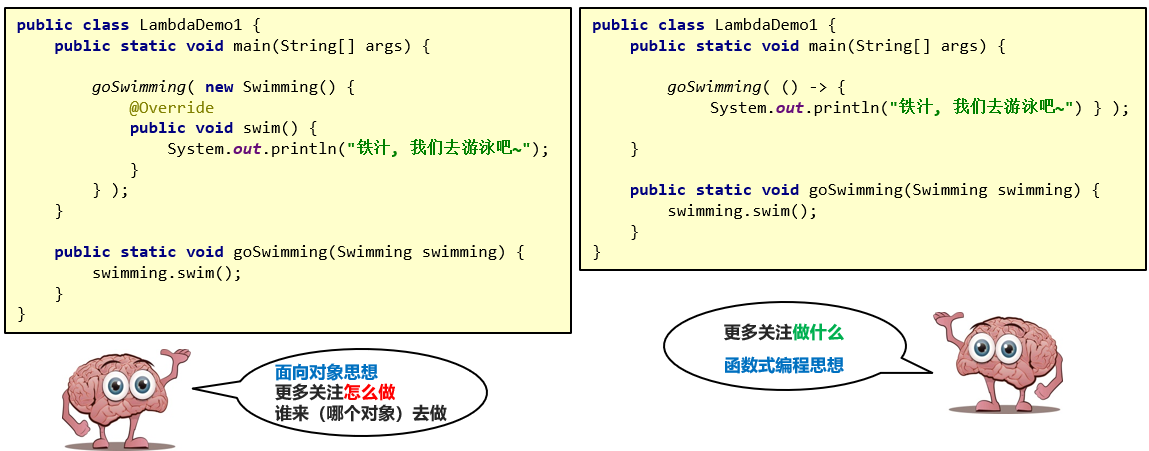 public class LambdaDemo1 {
    public static void main(String[] args) {
        goSwimming( new Swimming() {
            @Override
            public void swim() {
                System.out.println("铁汁, 我们去游泳吧~");
            }
        } );
    }
    public static void goSwimming(Swimming swimming) {
        swimming.swim();
    }
}
面向对象思想
更多关注怎么做
谁来（哪个对象）去做
public class LambdaDemo1 {
    public static void main(String[] args) {
        goSwimming( () -> {
            System.out.println("铁汁, 我们去游泳吧~") } );
    }
    public static void goSwimming(Swimming swimming) {
        swimming.swim();
    }
}
更多关注做什么
函数式编程思想